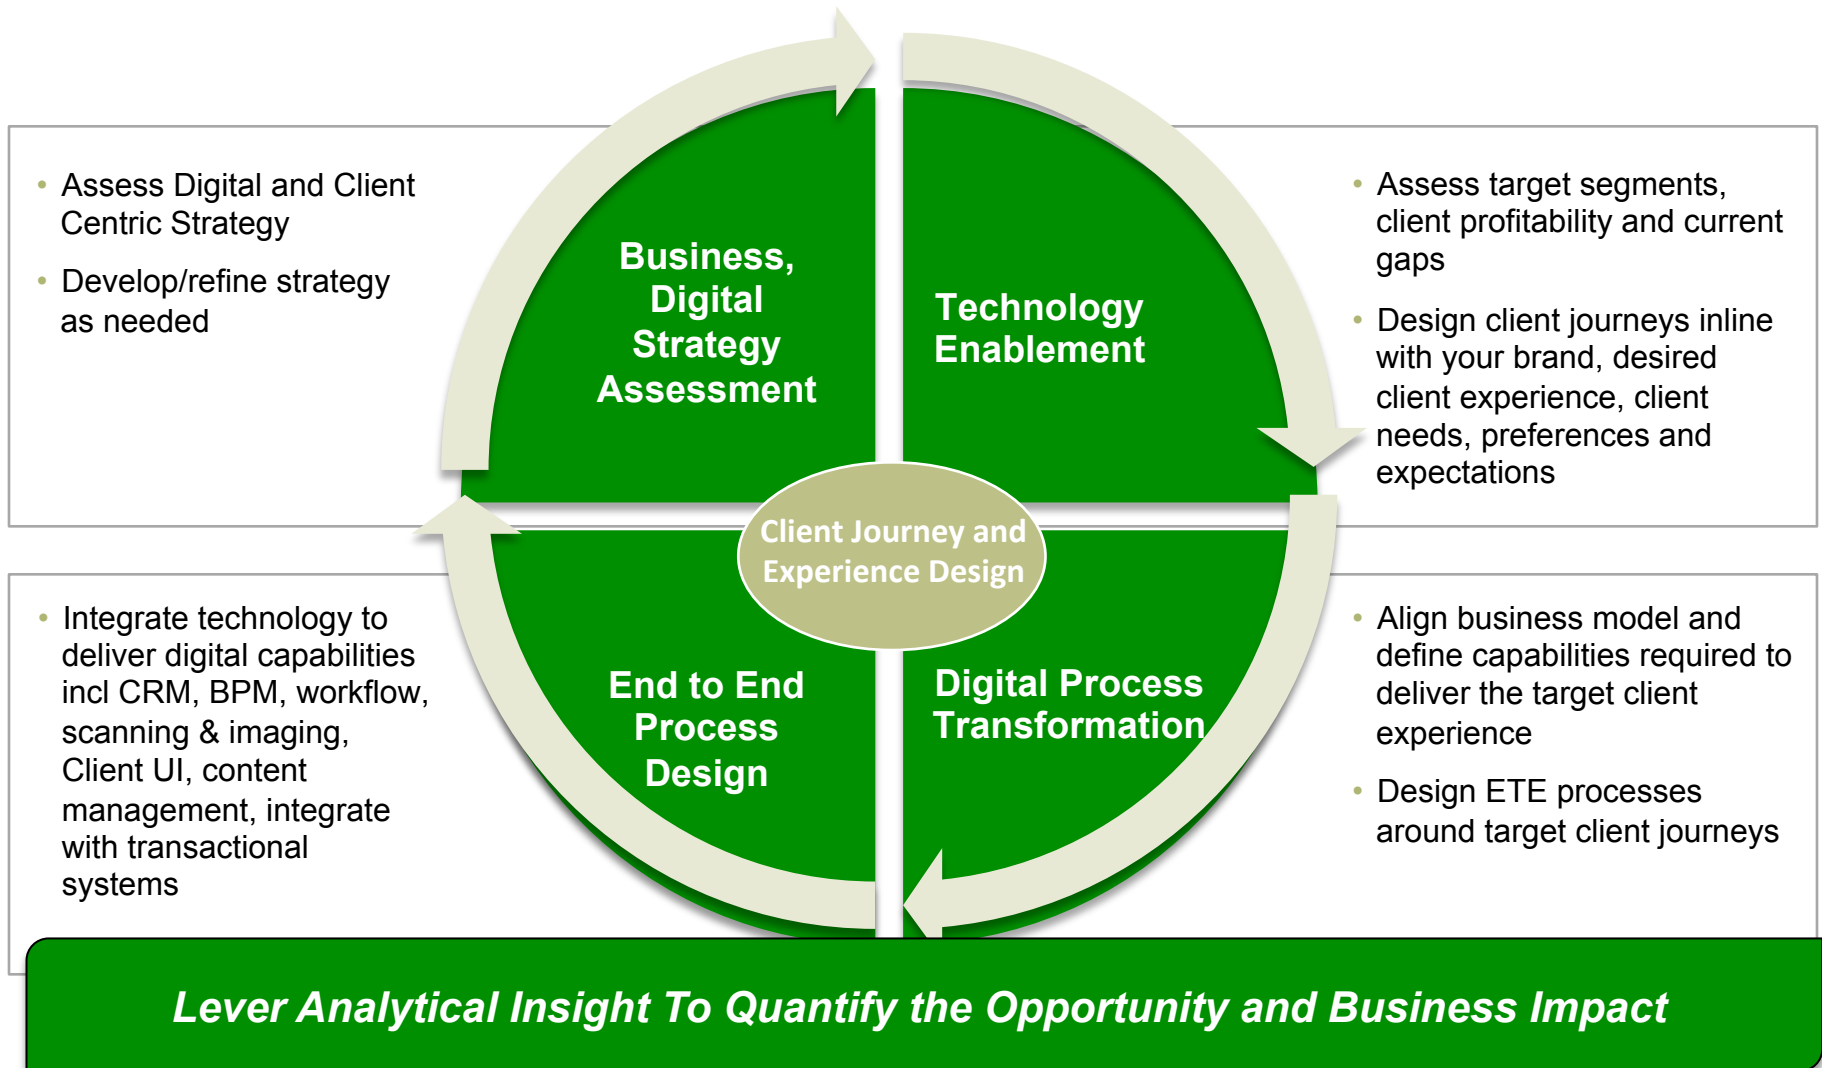 • Assess Digital and Client
Centric Strategy
• Develop/refine strategy
as needed
Business,
Digital
Strategy
Assessment
Technology
Enablement
• Assess target segments,
client profitability and current
gaps
• Design client journeys inline
with your brand, desired
client experience, client
needs, preferences and
expectations
Client Journey and
Experience Design
• Integrate technology to
deliver digital capabilities
incl CRM, BPM, workflow,
scanning & imaging,
Client UI, content
management, integrate
with transactional
systems
End to End
Process
Design
Digital Process
Transformation
• Align business model and
define capabilities required to
deliver the target client
experience
• Design ETE processes
around target client journeys
Lever Analytical Insight To Quantify the Opportunity and Business Impact